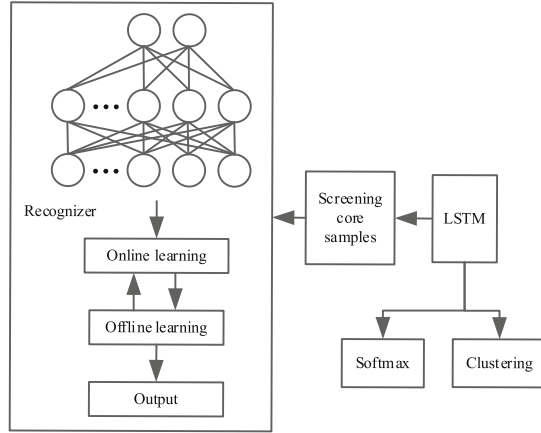 Recognizer
Online learning
Offline learning
Output
Screening
core
samples
LSTM
Softmax
Clustering